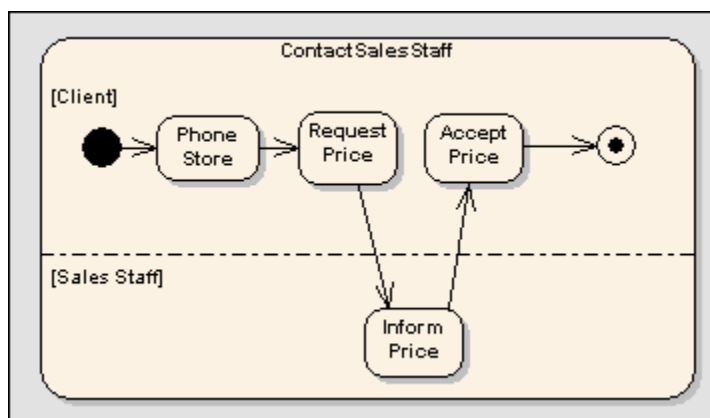 ContactSalesStaff
[Client]
Phone
Store
Request
Price
Accept
Price
[Sales Staff]
Inform
Price